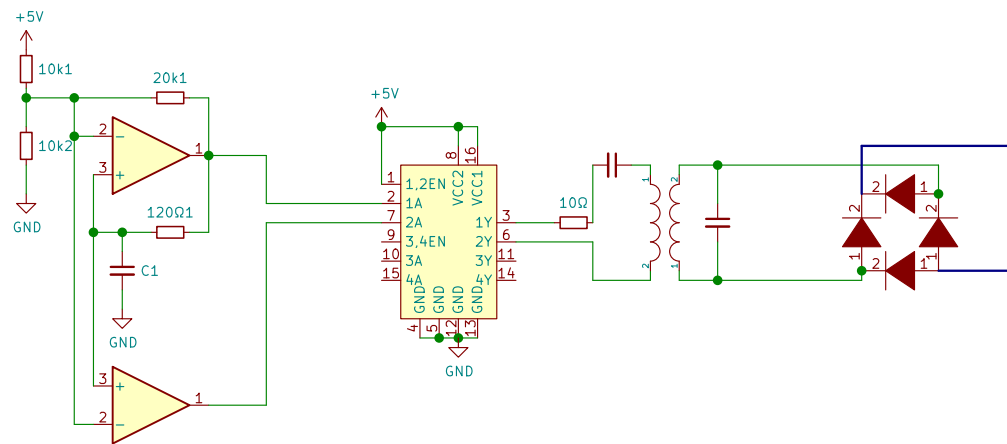 +5V
10k1
20k1
10k2
2
−
3
+
1
GND
120Ω1
C1
GND
3
+
2
−
1
+5V
8
16
VCC2
VCC1
1
1,2EN
2
1A
7
2A
9
3,4EN
10
3A
15
4A
1Y
3
2Y
6
3Y
11
4Y
14
GND
GND
GND
GND
4
5
12
13
GND
10Ω
1
2
2
1
2
1
2
1
2
1
2
1